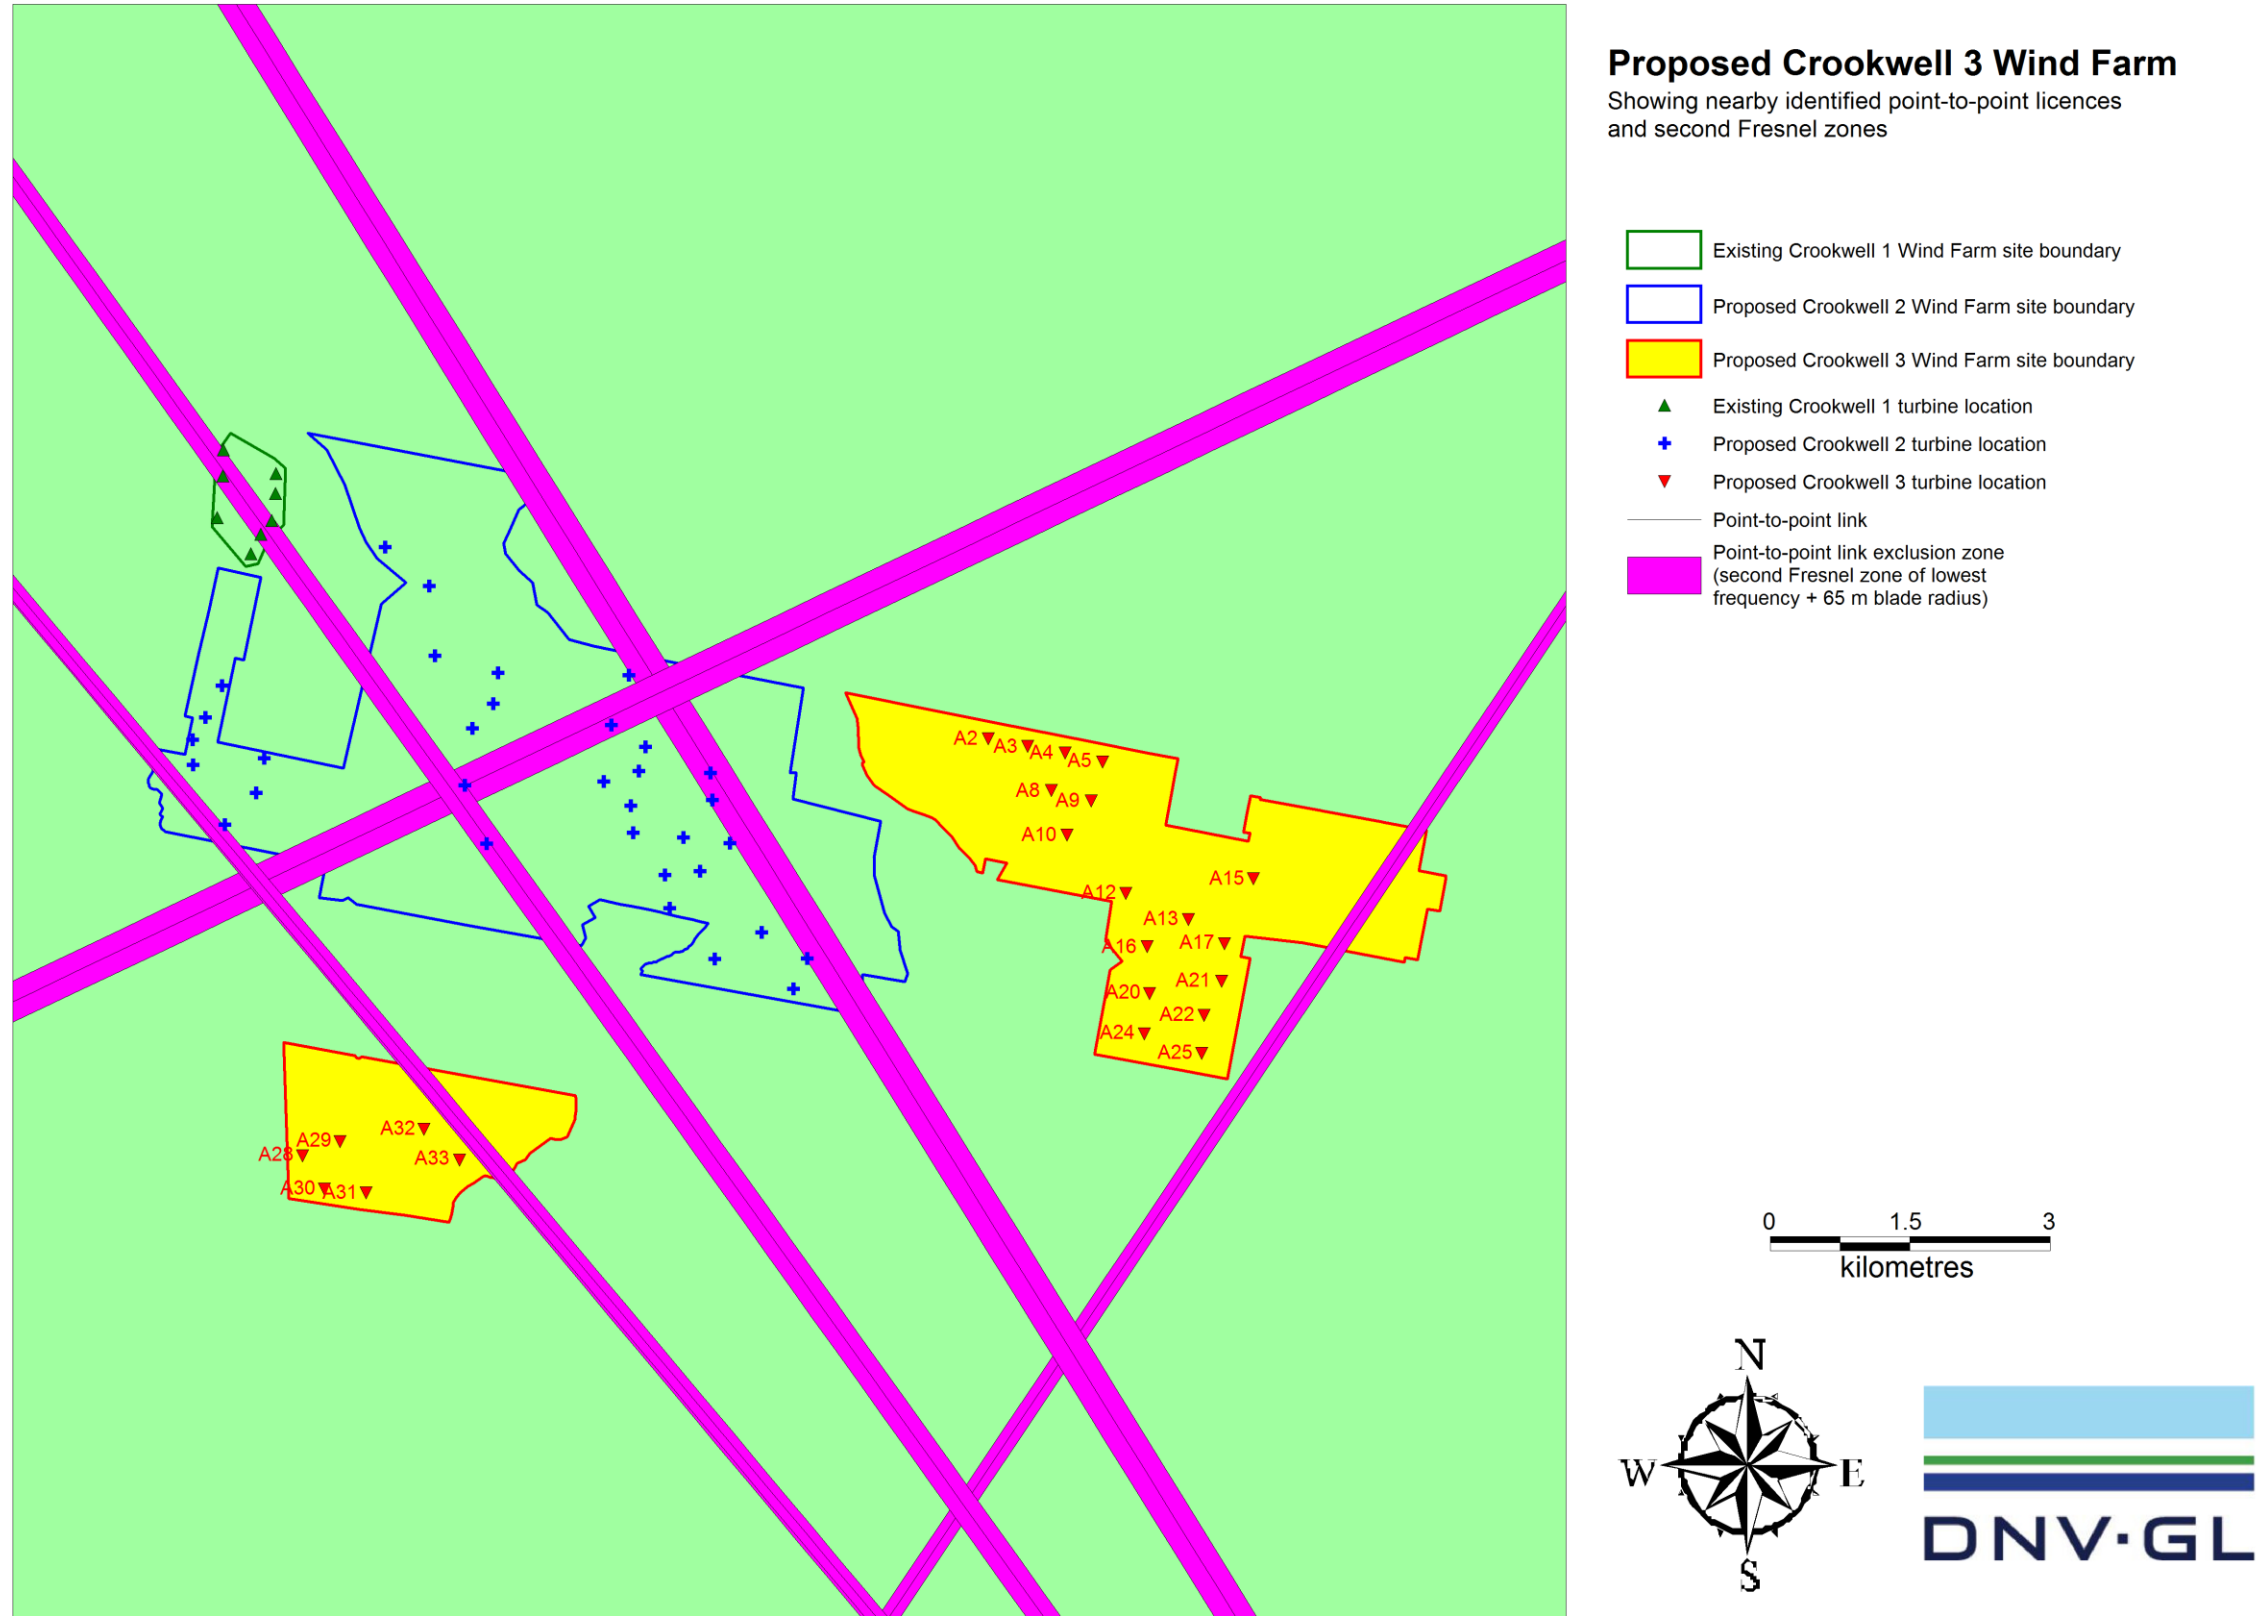 Proposed Crookwell 3 Wind Farm
Showing nearby identified point-to-point licences
and second Fresnel zones
Existing Crookwell 1 Wind Farm site boundary
Proposed Crookwell 2 Wind Farm site boundary
Proposed Crookwell 3 Wind Farm site boundary
Existing Crookwell 1 turbine location
Proposed Crookwell 2 turbine location
Proposed Crookwell 3 turbine location
Point-to-point link
Point-to-point link exclusion zone
(second Fresnel zone of lowest
frequency + 65 m blade radius)
A2
A3
A4
A5
A8
A9
A10
A12
A15
A13
A16
A17
A20
A21
A22
A24
A25
A28
A29
A32
A33
A30
A31
0 1.5 3
kilometres
N
W E
S
DNV·GL